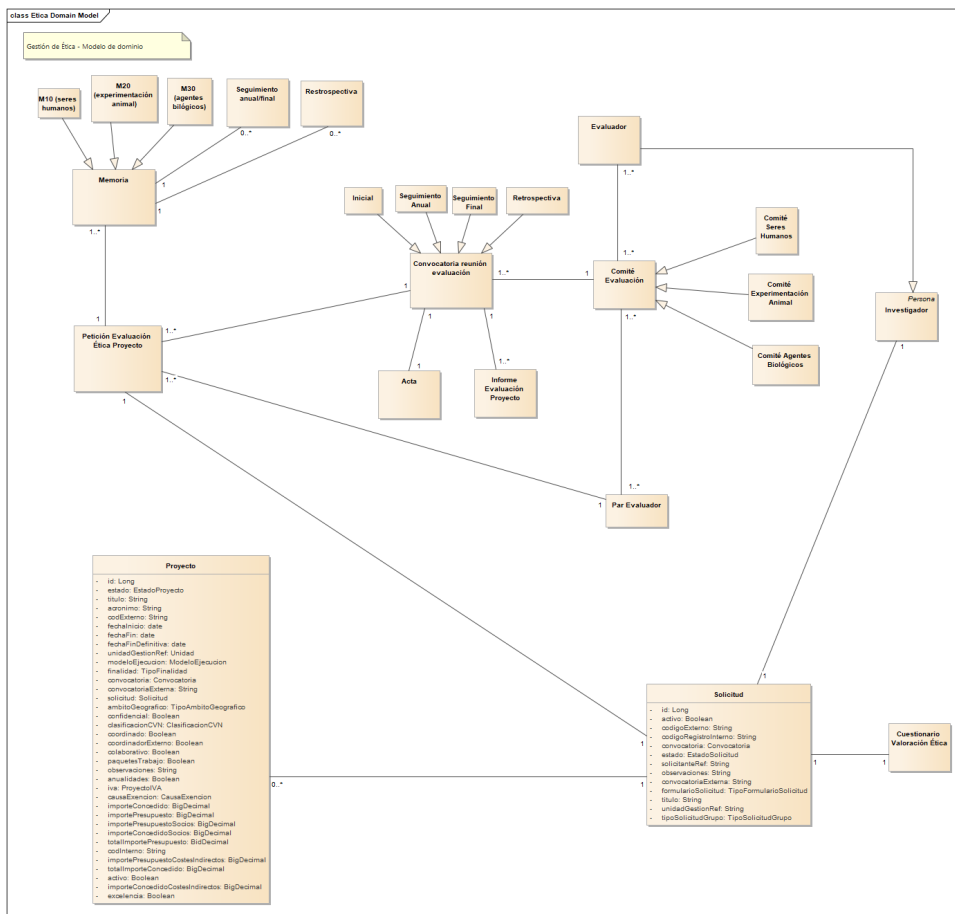 class Etica Domain Model
Gestión de Ética - Modelo de dominio
M10 (seres
humanos)
M20
(experimentación
animal)
M30
(agentes
bilógicos)
Seguimiento
anual/final
Restrospectiva
0..*
0..*
Memoria
1
1
1..*
Evaluador
1..*
Inicial
Seguimiento
Anual
Seguimiento
Final
Retrospectiva
Convocatoria reunión
evaluación
1
1..*
1
1
1
1..*
Comité
Evaluación
1..*
Comité
Seres
Humanos
Comité
Experimentación
Animal
Comité Agentes
Biológicos
Persona
Investigador
1
1
Petición Evaluación
Ética Proyecto
1..*
1..*
1
1
Acta
1..*
Informe
Evaluación
Proyecto
1..*
1
Par Evaluador
Proyecto
- id: Long
- estado: EstadoProyecto
- titulo: String
- acronimo: String
- codExterno: String
- fechaInicio: date
- fechaFin: date
- fechaFinDefinitiva: date
- unidadGestionRef: Unidad
- modeloEjecucion: ModeloEjecucion
- finalidad: TipoFinalidad
- convocatoria: Convocatoria
- convocatoriaExterna: String
- solicitud: Solicitud
- ambitoGeografico: TipoAmbitoGeografico
- confidencial: Boolean
- clasificacionCVN: ClasificacionCVN
- coordinado: Boolean
- coordinadorExterno: Boolean
- colaborativo: Boolean
- paquetesTrabajo: Boolean
- observaciones: String
- anualidades: Boolean
- iva: ProyectoIVA
- causaExencion: CausaExencion
- importeConcedido: BigDecimal
- importePresupuesto: BigDecimal
- importePresupuestoSocios: BigDecimal
- importeConcedidoSocios: BigDecimal
- totalImportePresupuesto: BidDecimal
- codInterno: String
- importePresupuestoCostesIndirectos: BigDecimal
- totalImporteConcedido: BigDecimal
- activo: Boolean
- importeConcedidoCostesIndirectos: BigDecimal
- excelencia: Boolean
0..*
1
1
1
Solicitud
- id: Long
- activo: Boolean
- codigoExterno: String
- codigoRegistroInterno: String
- convocatoria: Convocatoria
- estado: EstadoSolicitud
- solicitanteRef: String
- observaciones: String
- convocatoriaExterna: String
- formularioSolicitud: TipoFormularioSolicitud
- titulo: String
- unidadGestionRef: String
- tipoSolicitudGrupo: TipoSolicitudGrupo
1
1
Cuestionario
Valoración Ética